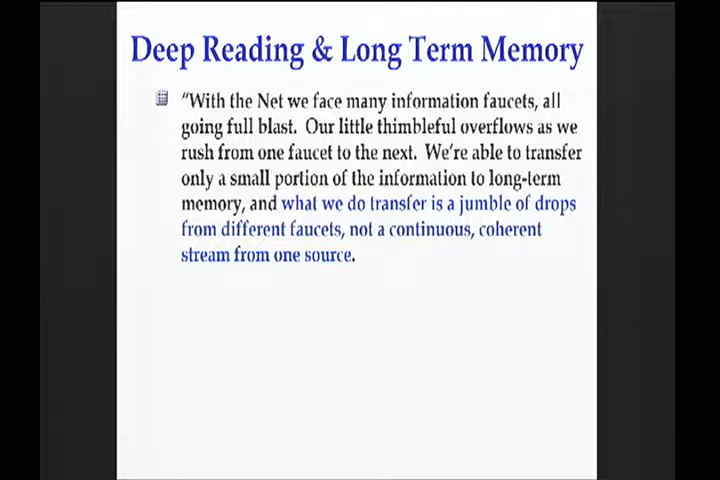 Deep Reading & Long Term Memory
“With the Net we face many information faucets, all
going full blast. Our little thimbleful overflows as we
rush from one faucet to the next. We’re able to transfer
only a small portion of the information to long-term
memory, and what we do transfer is a jumble of drops
from different faucets, not a continuous, coherent
stream from one source.